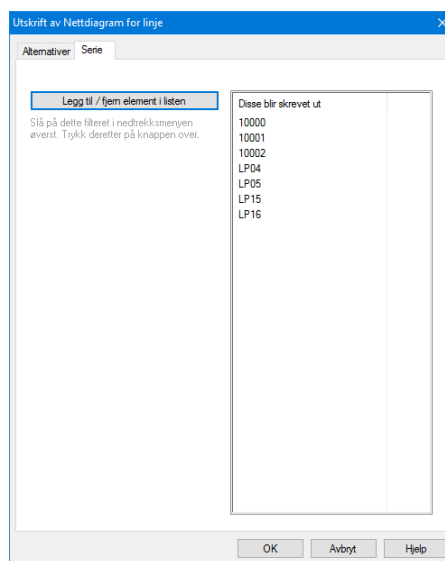 Utskrift av Nettdiagram for linje
Alternativer
Serie
Legg til / fjern element i listen
Slå på dette filteret i nedtrekksmenyen
øverst. Trykk deretter på knappen over.
Disse blir skrevet ut
10000
10001
10002
LP04
LP05
LP15
LP16
OK
Avbryt
Hjelp